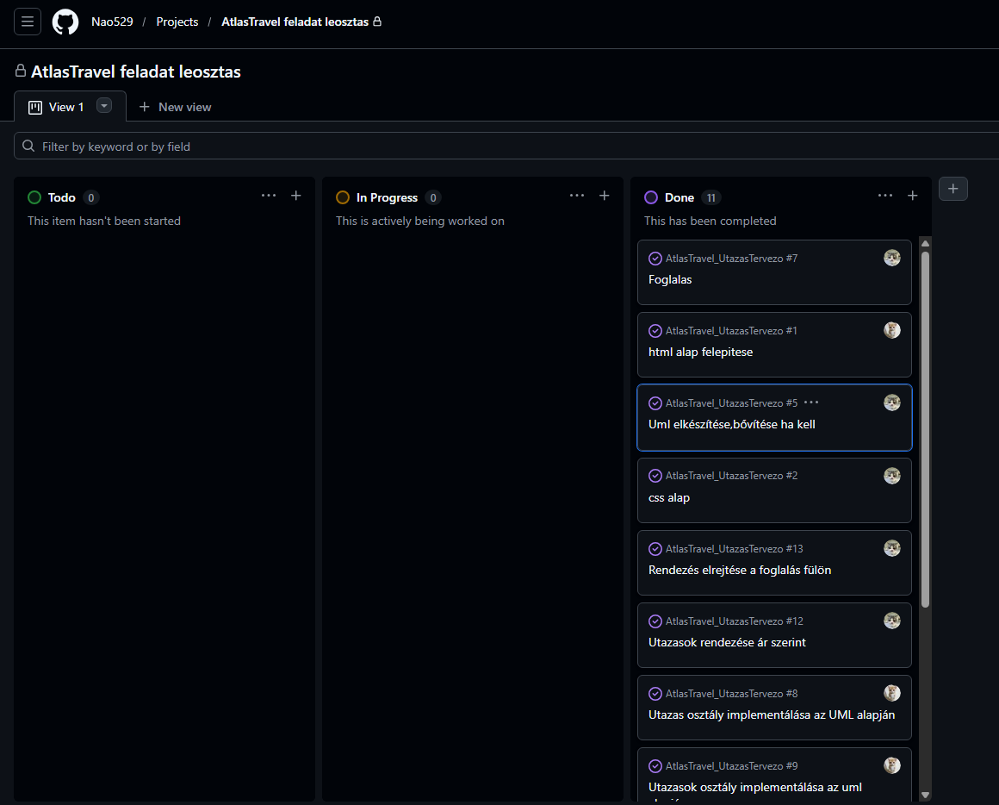 Nao529 / Projects / AtlasTravel feladat leosztas
AtlasTravel feladat leosztas
View 1
New view
Filter by keyword or by field
Todo 0
This item hasn't been started
In Progress 0
This is actively being worked on
Done 11
This has been completed
AtlasTravel_UtazasTervezo #7
Foglalas
AtlasTravel_UtazasTervezo #1
html alap felepitese
AtlasTravel_UtazasTervezo #5
Uml elkészítése,bővítése ha kell
AtlasTravel_UtazasTervezo #2
css alap
AtlasTravel_UtazasTervezo #13
Rendezés elrejtése a foglalás fülön
AtlasTravel_UtazasTervezo #12
Utazasok rendezése ár szerint
AtlasTravel_UtazasTervezo #8
Utazas osztály implementálása az UML alapján
AtlasTravel_UtazasTervezo #9
Utazasok osztály implementálása az uml